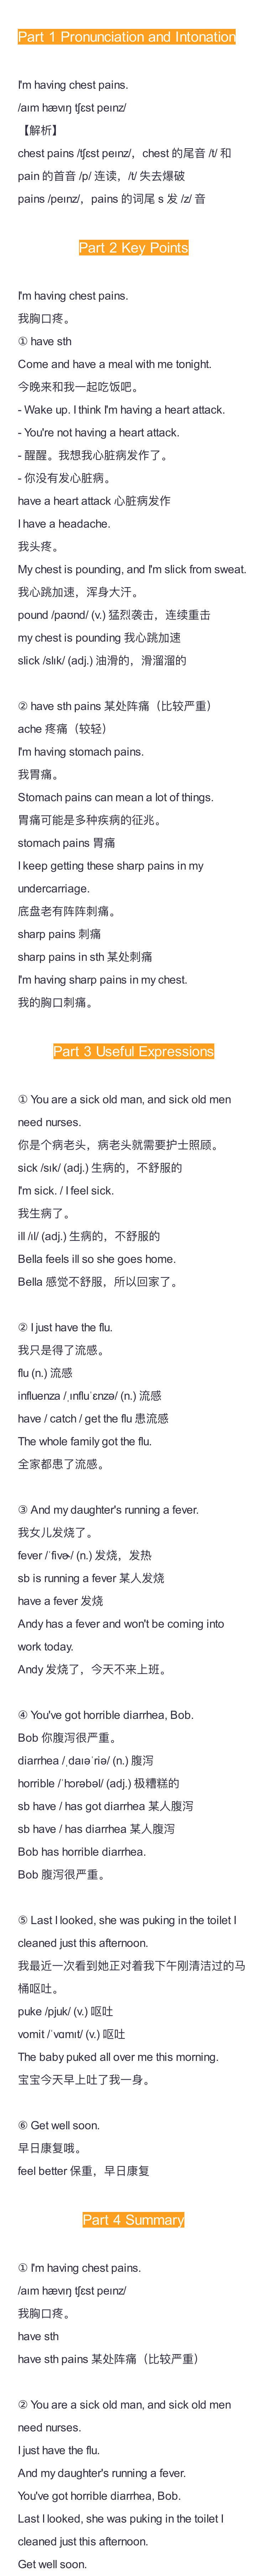 Part 1 Pronunciation and Intonation
I'm having chest pains.
/aɪm hævɪŋ tʃɛst peɪnz/
【解析】
chest pains /tʃɛst peɪnz/，chest 的尾音 /t/ 和
pain 的首音 /p/ 连读，/t/ 失去爆破
pains /peɪnz/，pains 的词尾 s 发 /z/ 音
Part 2 Key Points
I'm having chest pains.
我胸口疼。
① have sth
Come and have a meal with me tonight.
今晚来和我一起吃饭吧。
- Wake up. I think I'm having a heart attack.
- You're not having a heart attack.
- 醒醒。我想我心脏病发作了。
- 你没有发心脏病。
have a heart attack 心脏病发作
I have a headache.
我头疼。
My chest is pounding, and I'm slick from sweat.
我心跳加速，浑身大汗。
pound /paʊnd/ (v.) 猛烈袭击，连续重击
my chest is pounding 我心跳加速
slick /slɪk/ (adj.) 油滑的，滑溜溜的
② have sth pains 某处阵痛（比较严重）
ache 疼痛（较轻）
I'm having stomach pains.
我胃痛。
Stomach pains can mean a lot of things.
胃痛可能是多种疾病的征兆。
stomach pains 胃痛
I keep getting these sharp pains in my
undercarriage.
底盘老有阵阵刺痛。
sharp pains 刺痛
sharp pains in sth 某处刺痛
I'm having sharp pains in my chest.
我的胸口刺痛。
Part 3 Useful Expressions
① You are a sick old man, and sick old men
need nurses.
你是个病老头，病老头就需要护士照顾。
sick /sɪk/ (adj.) 生病的，不舒服的
I'm sick. / I feel sick.
我生病了。
ill /ɪl/ (adj.) 生病的，不舒服的
Bella feels ill so she goes home.
Bella 感觉不舒服，所以回家了。
② I just have the flu.
我只是得了流感。
flu (n.) 流感
influenza /ˌɪnfluˈɛnzə/ (n.) 流感
have / catch / get the flu 患流感
The whole family got the flu.
全家都患了流感。
③ And my daughter's running a fever.
我女儿发烧了。
fever /ˈfivɚ/ (n.) 发烧，发热
sb is running a fever 某人发烧
have a fever 发烧
Andy has a fever and won't be coming into
work today.
Andy 发烧了，今天不来上班。
④ You've got horrible diarrhea, Bob.
Bob 你腹泻很严重。
diarrhea /ˌdaɪəˈriə/ (n.) 腹泻
horrible /ˈhɔrəbəl/ (adj.) 极糟糕的
sb have / has got diarrhea 某人腹泻
sb have / has diarrhea 某人腹泻
Bob has horrible diarrhea.
Bob 腹泻很严重。
⑤ Last I looked, she was puking in the toilet I
cleaned just this afternoon.
我最近一次看到她正对着我下午刚清洁过的马
桶呕吐。
puke /pjuk/ (v.) 呕吐
vomit /ˈvɑmɪt/ (v.) 呕吐
The baby puked all over me this morning.
宝宝今天早上吐了我一身。
⑥ Get well soon.
早日康复哦。
feel better 保重，早日康复
Part 4 Summary
① I'm having chest pains.
/aɪm hævɪŋ tʃɛst peɪnz/
我胸口疼。
have sth
have sth pains 某处阵痛（比较严重）
② You are a sick old man, and sick old men
need nurses.
I just have the flu.
And my daughter's running a fever.
You've got horrible diarrhea, Bob.
Last I looked, she was puking in the toilet I
cleaned just this afternoon.
Get well soon.